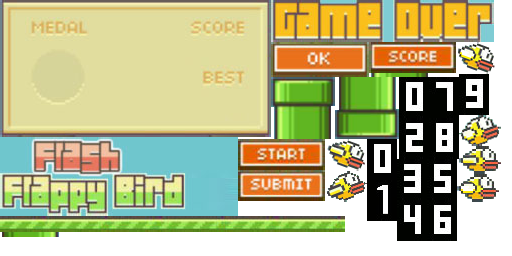 MEDAL SCORE
BEST
Game Over
OK SCORE
0 7 9
2 8
3 5
4 6
0
1
Flash
Flappy Bird
START
SUBMIT